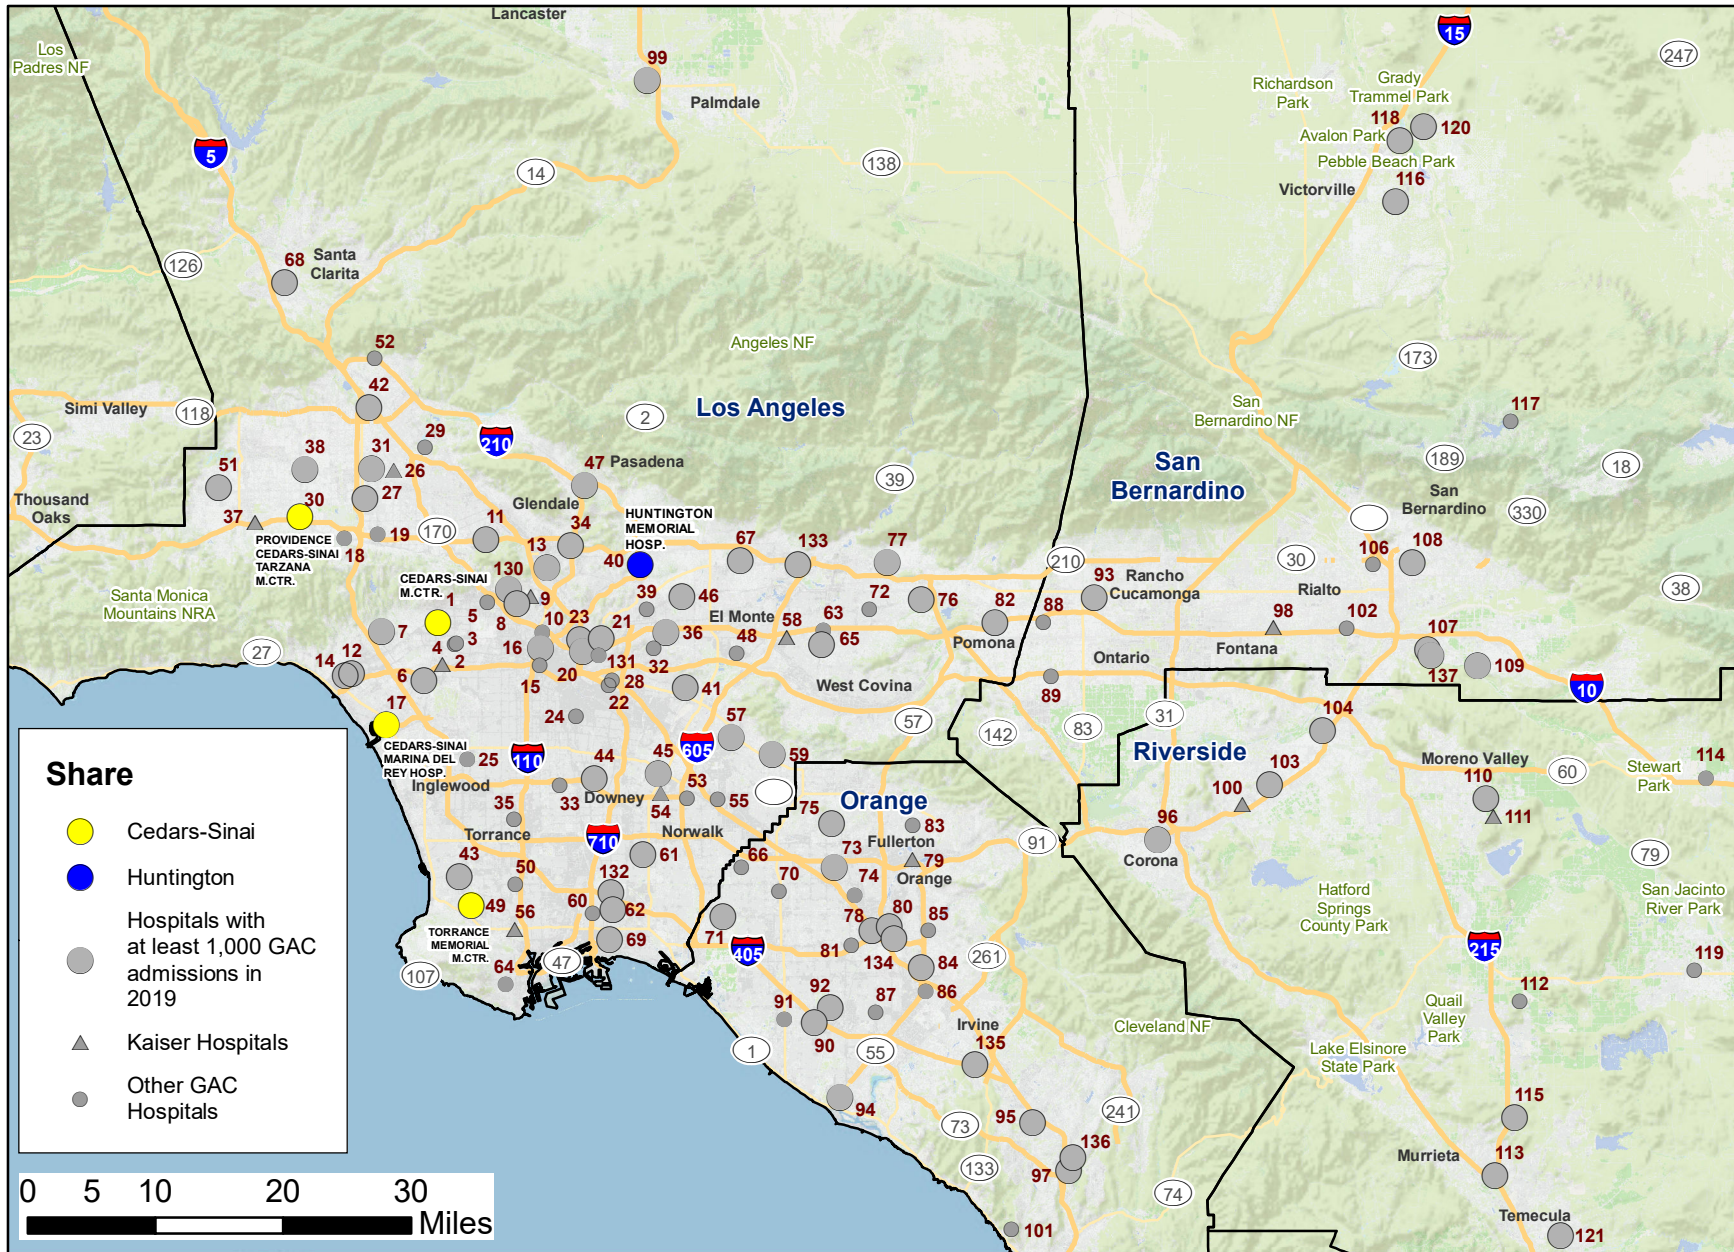 Lancaster
Los
Padres NF
99
Palmdale
15
247
Richardson
Park
Grady
Trammel Park
118
120
Avalon Park
Pebble Beach Park
Victorville
116
5
14
138
126
68
Santa
Clarita
52
Angeles NF
173
42
Simi Valley
118
Los Angeles
2
San
Bernardino NF
117
23
29
210
38
31
26
47
Pasadena
39
San
Bernardino
189
18
51
27
Thousand
Oaks
30
37
Glendale
HUNTINGTON
MEMORIAL
HOSP.
San
Bernardino
330
170
11
34
19
18
PROVIDENCE
CEDARS-SINAI
TARZANA
M.CTR.
13
40
67
133
77
210
30
106
108
CEDARS-SINAI
M.CTR.
130
9
39
46
72
76
93
Rancho
Cucamonga
Rialto
38
Santa Monica
Mountains NRA
1
5
8
10
23
21
El Monte
58
63
82
88
98
102
7
3
4
2
16
36
48
65
Pomona
Fontana
107
27
14
12
6
15
20
131
32
28
22
41
West Covina
Ontario
89
137
109
10
17
24
57
57
142
83
31
104
CEDARS-SINAI
MARINA DEL
REY HOSP.
25
110
44
45
605
59
Riverside
Moreno Valley
60
114
Stewart
Park
Inglewood
33
Downey
53
54
55
103
100
110
111
35
Torrance
710
Norwalk
75
Orange
83
Fullerton
91
96
Corona
79
43
61
66
73
79
Orange
50
132
70
74
Hatford
Springs
County Park
San Jacinto
River Park
49
56
60
62
71
78
80
85
TORRANCE
MEMORIAL
M.CTR.
69
405
81
134
84
261
215
119
107
47
64
92
91
87
86
112
Irvine
Cleveland NF
Quail
Valley
Park
90
1
55
135
Lake Elsinore
State Park
94
95
73
241
115
136
133
97
74
Murrieta
113
101
Temecula
121
Share
Cedars-Sinai
Huntington
Hospitals with
at least 1,000 GAC
admissions in
2019
Kaiser Hospitals
Other GAC
Hospitals
0 5 10 20 30
Miles